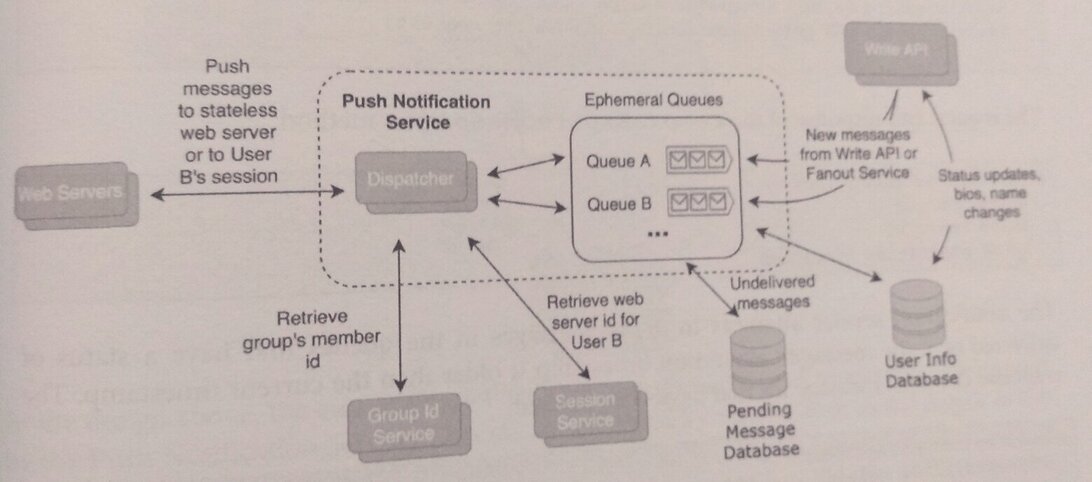 Push
messages
to stateless
web server
or to User
B's session
Web Servers
Push Notification
Service
Dispatcher
Ephemeral Queues
Queue A
Queue B
...
Write API
New messages
from Write API or
Fanout Service
Status updates,
bios, name
changes
Retrieve
group's member
id
Retrieve web
server id for
User B
Undelivered
messages
Group Id
Service
Session
Service
Pending
Message
Database
User Info
Database